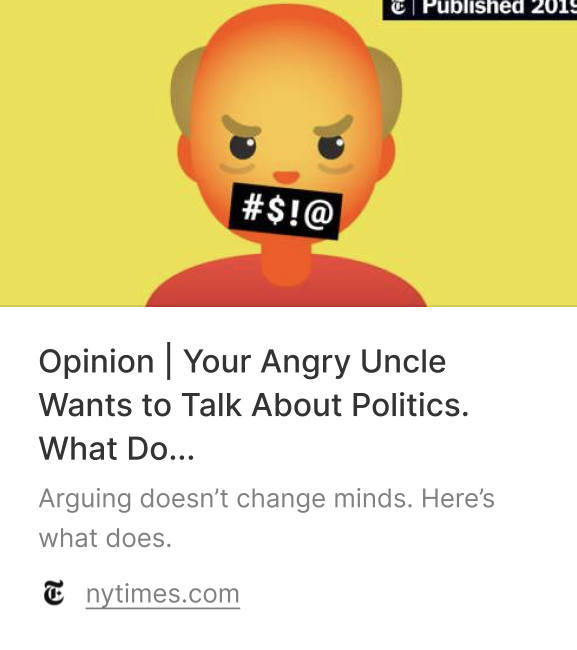 Published 2019
#$!@
Opinion | Your Angry Uncle
Wants to Talk About Politics.
What Do...
Arguing doesn’t change minds. Here’s
what does.
nytimes.com